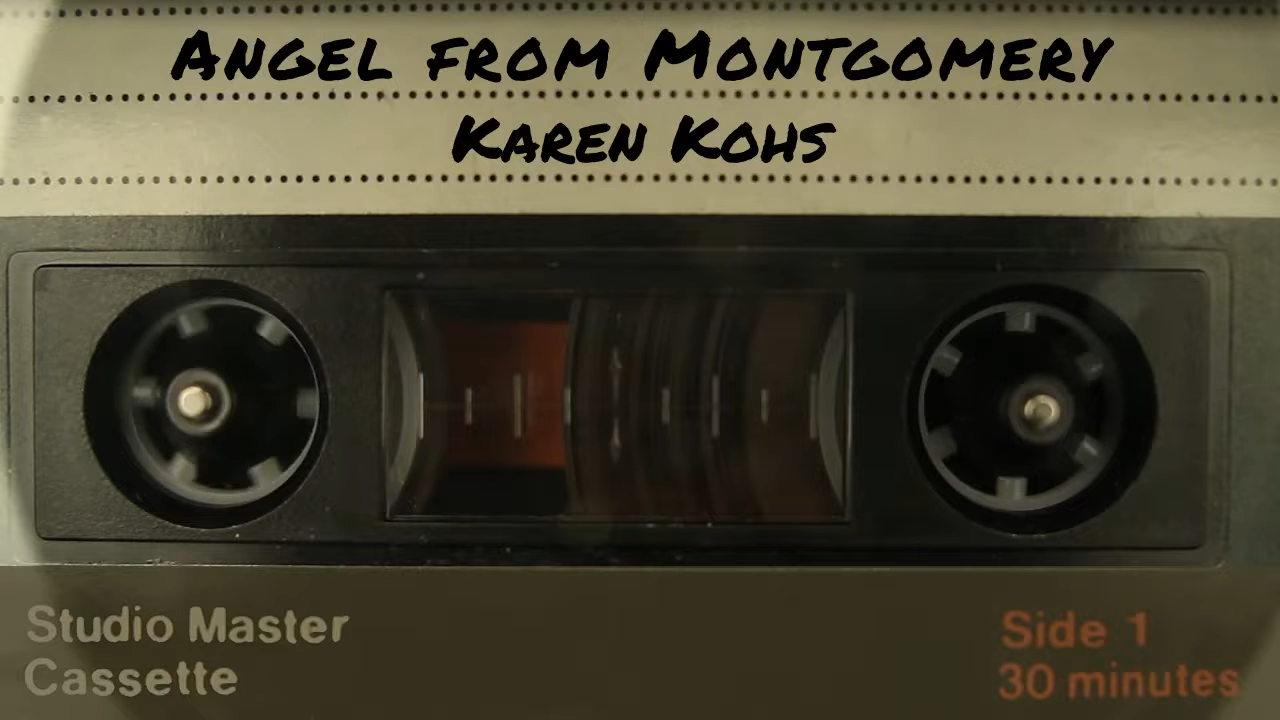 Angel from Montgomery
Karen Kohs
Studio Master
Cassette
Side 1
30 minutes